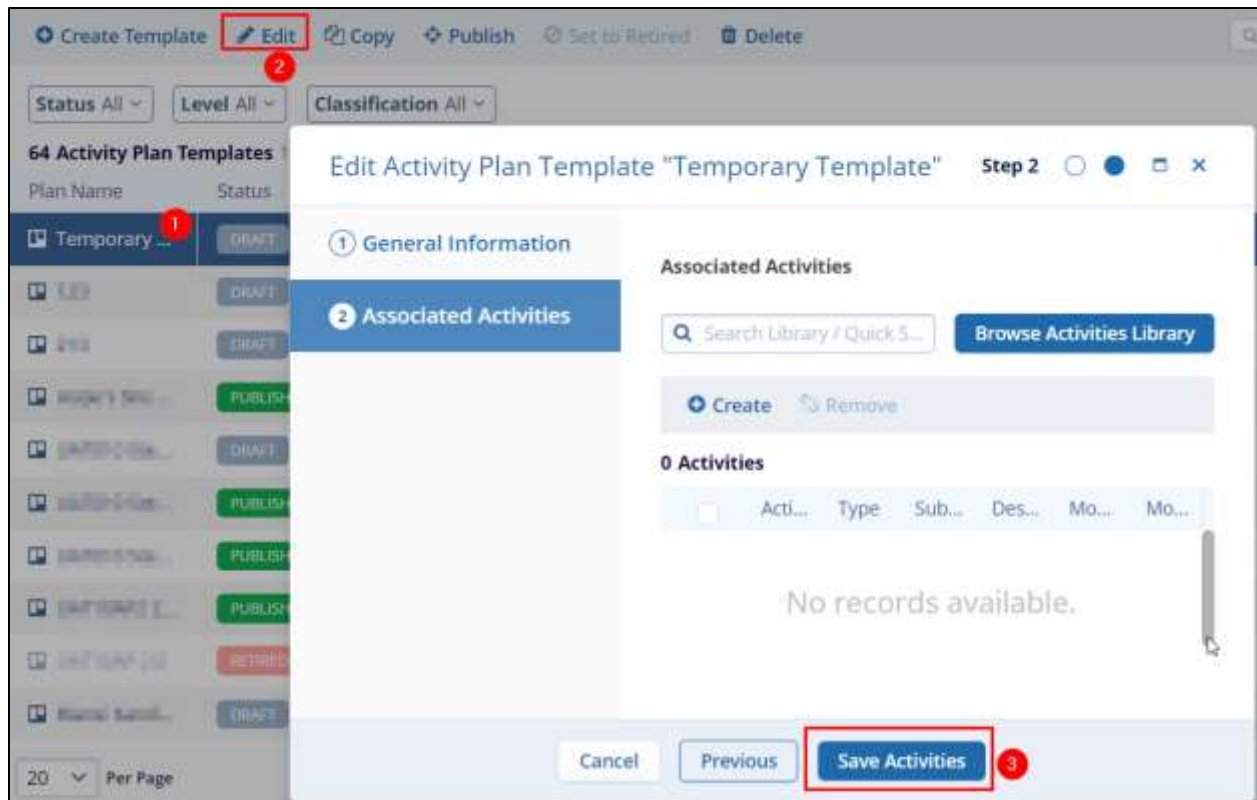 Create Template Edit Copy Publish Set to Retired Delete
2
Status All Level All Classification All
64 Activity Plan Templates
Plan Name Status
Temporary ... DRAFT
1
DRAFT
DRAFT
PUBLISH
DRAFT
PUBLISH
PUBLISH
PUBLISH
RETIRED
DRAFT
20 Per Page
Edit Activity Plan Template "Temporary Template" Step 2
1 General Information
2 Associated Activities
Associated Activities
Search Library / Quick S... Browse Activities Library
Create Remove
0 Activities
Acti... Type Sub... Des... Mo... Mo...
No records available.
Cancel Previous Save Activities 3